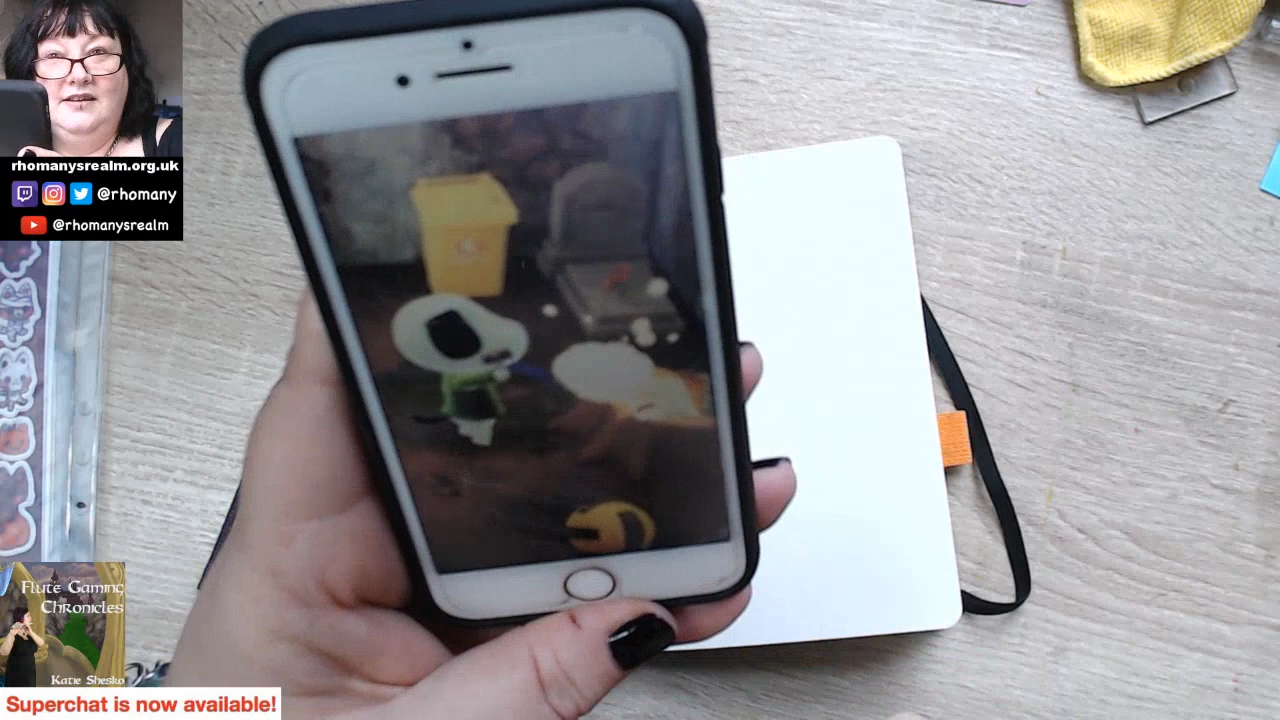 rhomanysrealm.org.uk
@rhomany
@rhomanysrealm
Flute Gaming
Chronicles
Katie Shesko
Superchat is now available!